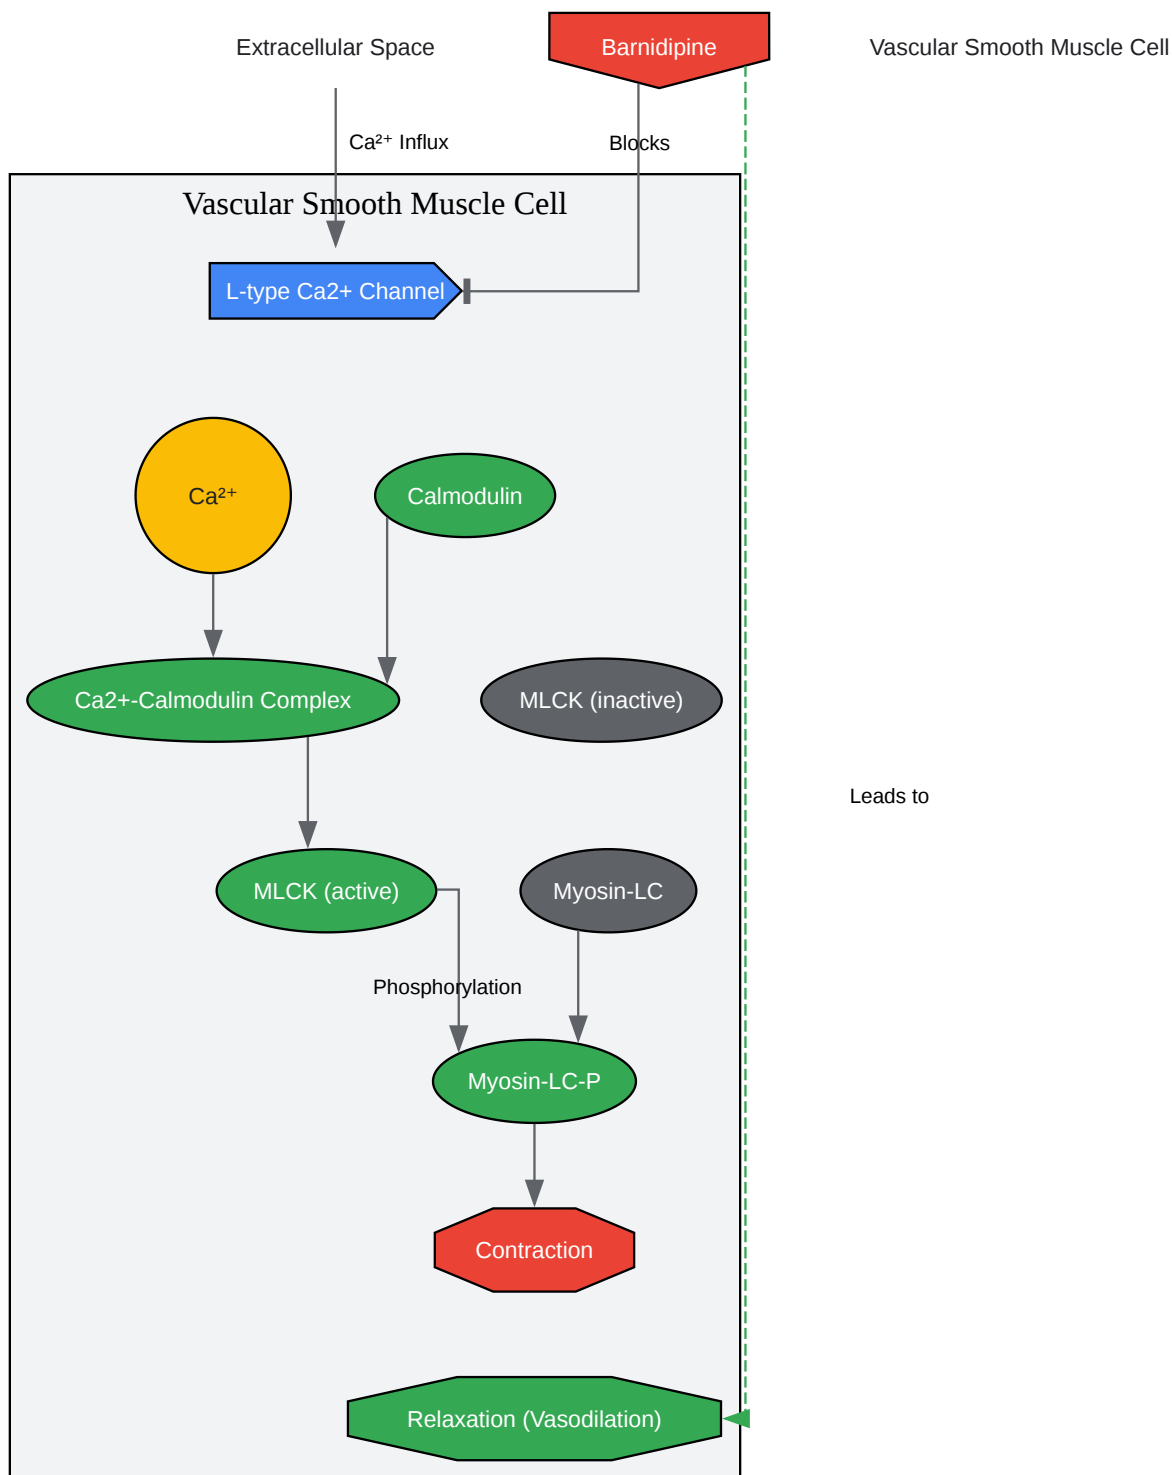 Extracellular Space
Barnidipine
Vascular Smooth Muscle Cell
Ca²⁺ Influx
Blocks
Vascular Smooth Muscle Cell
L-type Ca2+ Channel
Ca²⁺
Calmodulin
Ca2+-Calmodulin Complex
MLCK (inactive)
Leads to
MLCK (active)
Myosin-LC
Phosphorylation
Myosin-LC-P
Contraction
Relaxation (Vasodilation)